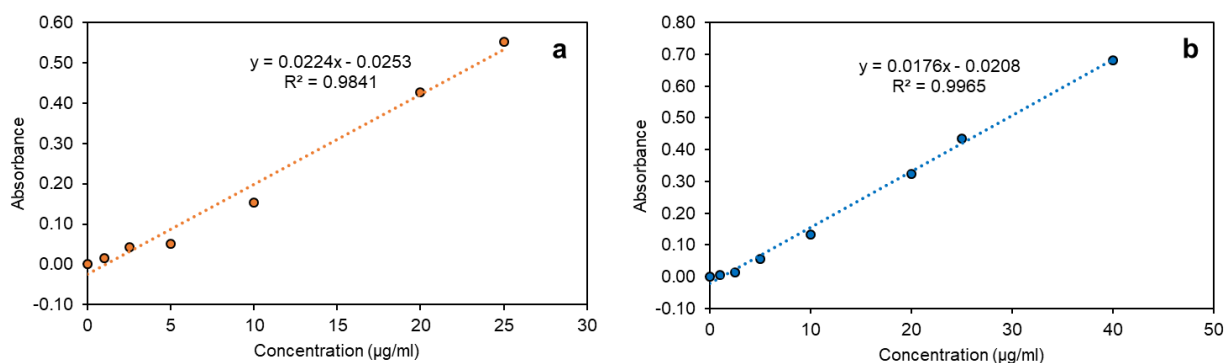 a
y = 0.0224x - 0.0253
R² = 0.9841
Absorbance
0.60
0.50
0.40
0.30
0.20
0.10
0.00
-0.10
0 5 10 15 20 25 30
Concentration (µg/ml)
b
y = 0.0176x - 0.0208
R² = 0.9965
Absorbance
0.80
0.70
0.60
0.50
0.40
0.30
0.20
0.10
0.00
-0.10
0 10 20 30 40 50
Concentration (µg/ml)